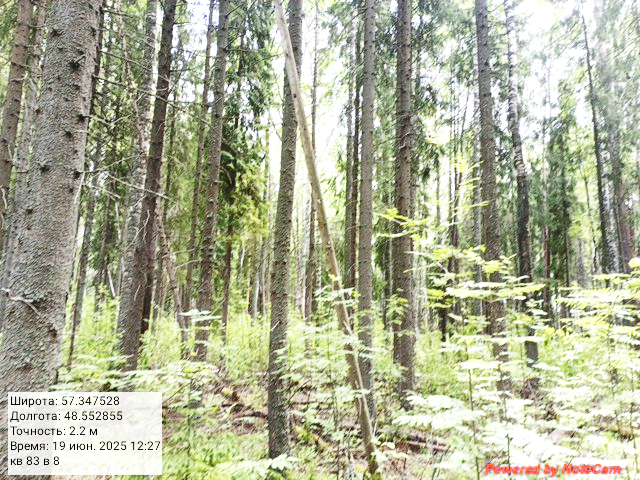 Широта: 57.347528
Долгота: 48.552855
Точность: 2.2 м
Время: 19 июн. 2025 12:27
кв 83 в 8
Powered by NoteCam